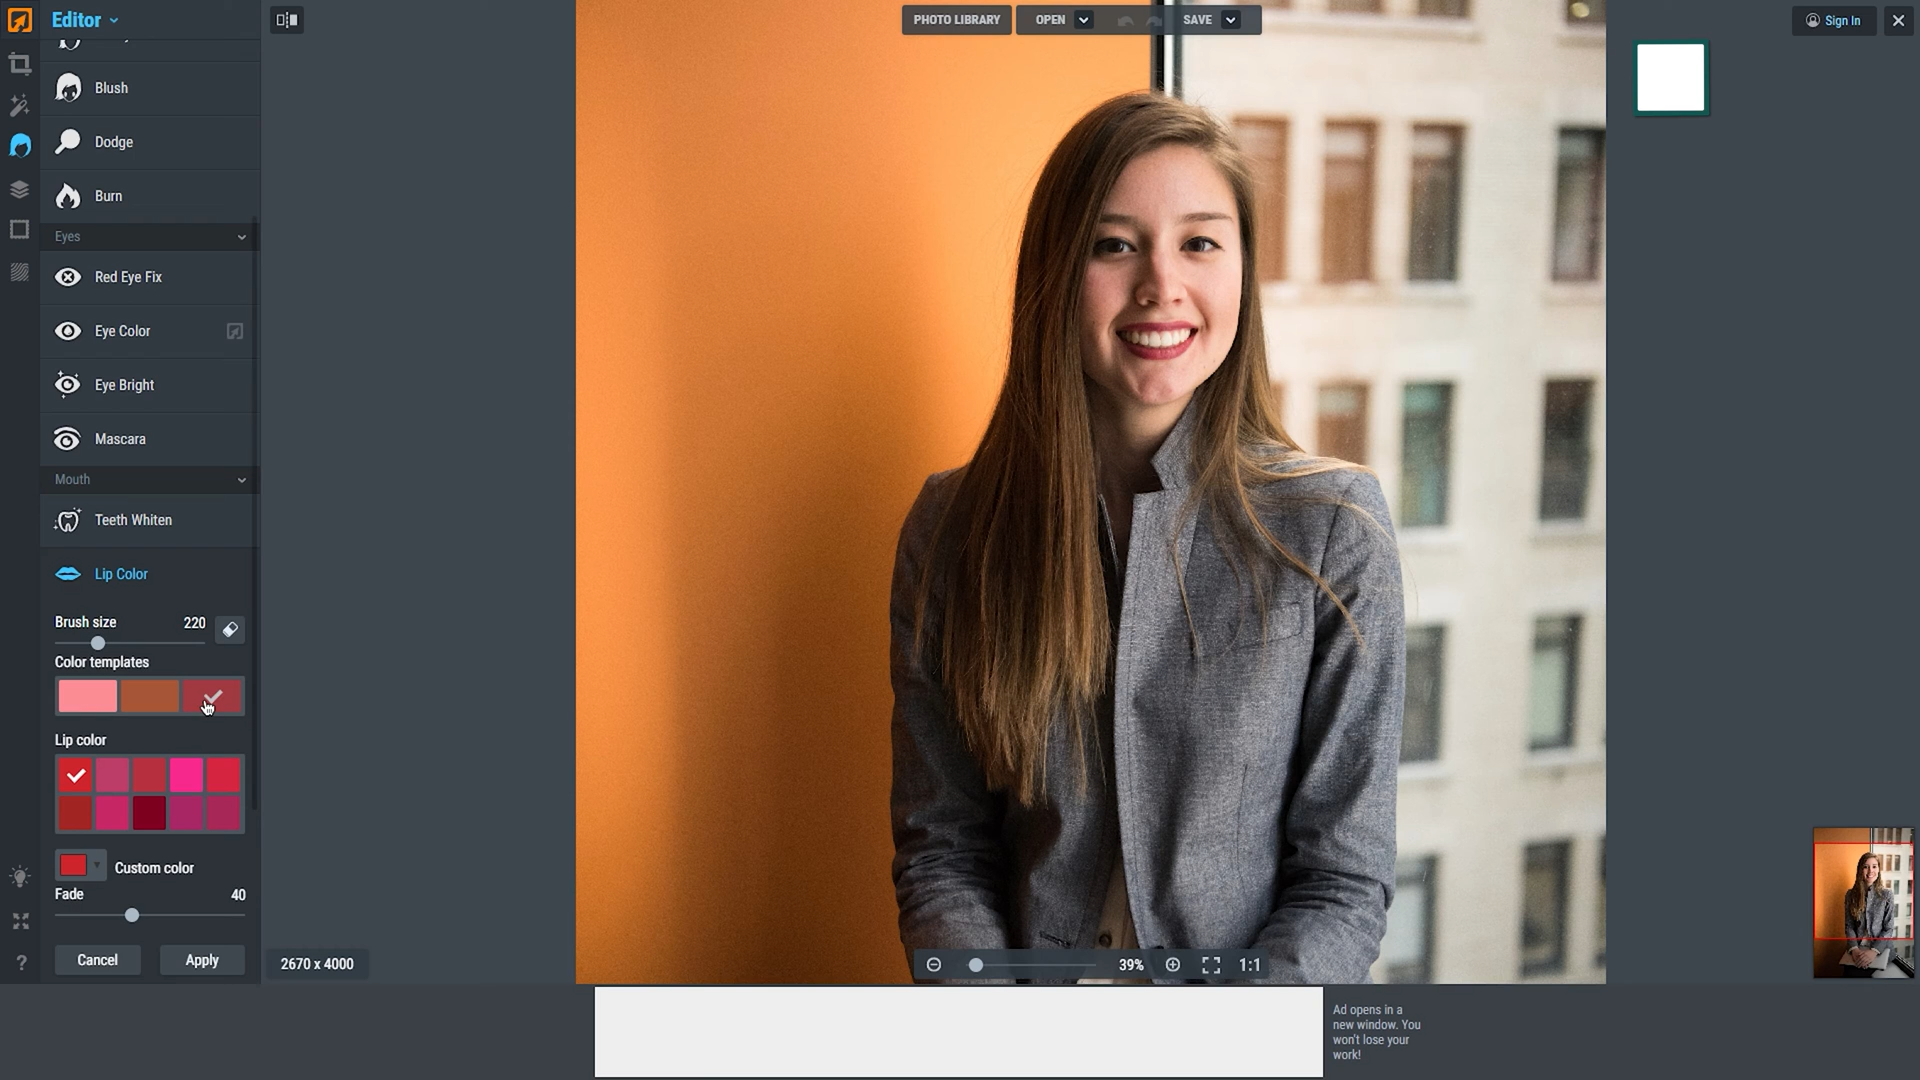 Editor
PHOTO LIBRARY
OPEN
SAVE
Sign In
Blush
Dodge
Burn
Eyes
Red Eye Fix
Eye Color
Eye Bright
Mascara
Mouth
Teeth Whiten
Lip Color
Brush size 220
Color templates
Lip color
Custom color
Fade 40
Cancel
Apply
2670 x 4000
39%
1:1
?
Ad opens in a
new window. You
won't lose your
work!